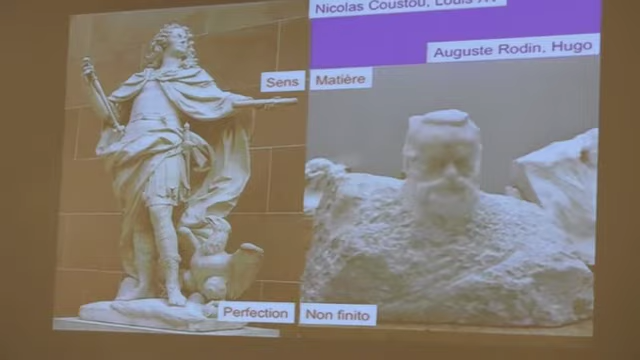 Nicolas Coustou, Louis XV
Auguste Rodin, Hugo
Sens
Matière
Perfection
Non finito